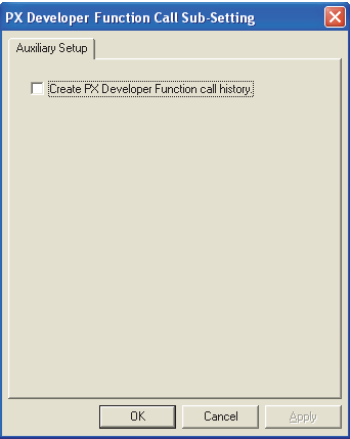 PX Developer Function Call Sub-Setting
Auxiliary Setup
Create PX Developer Function call history.
OK Cancel Apply